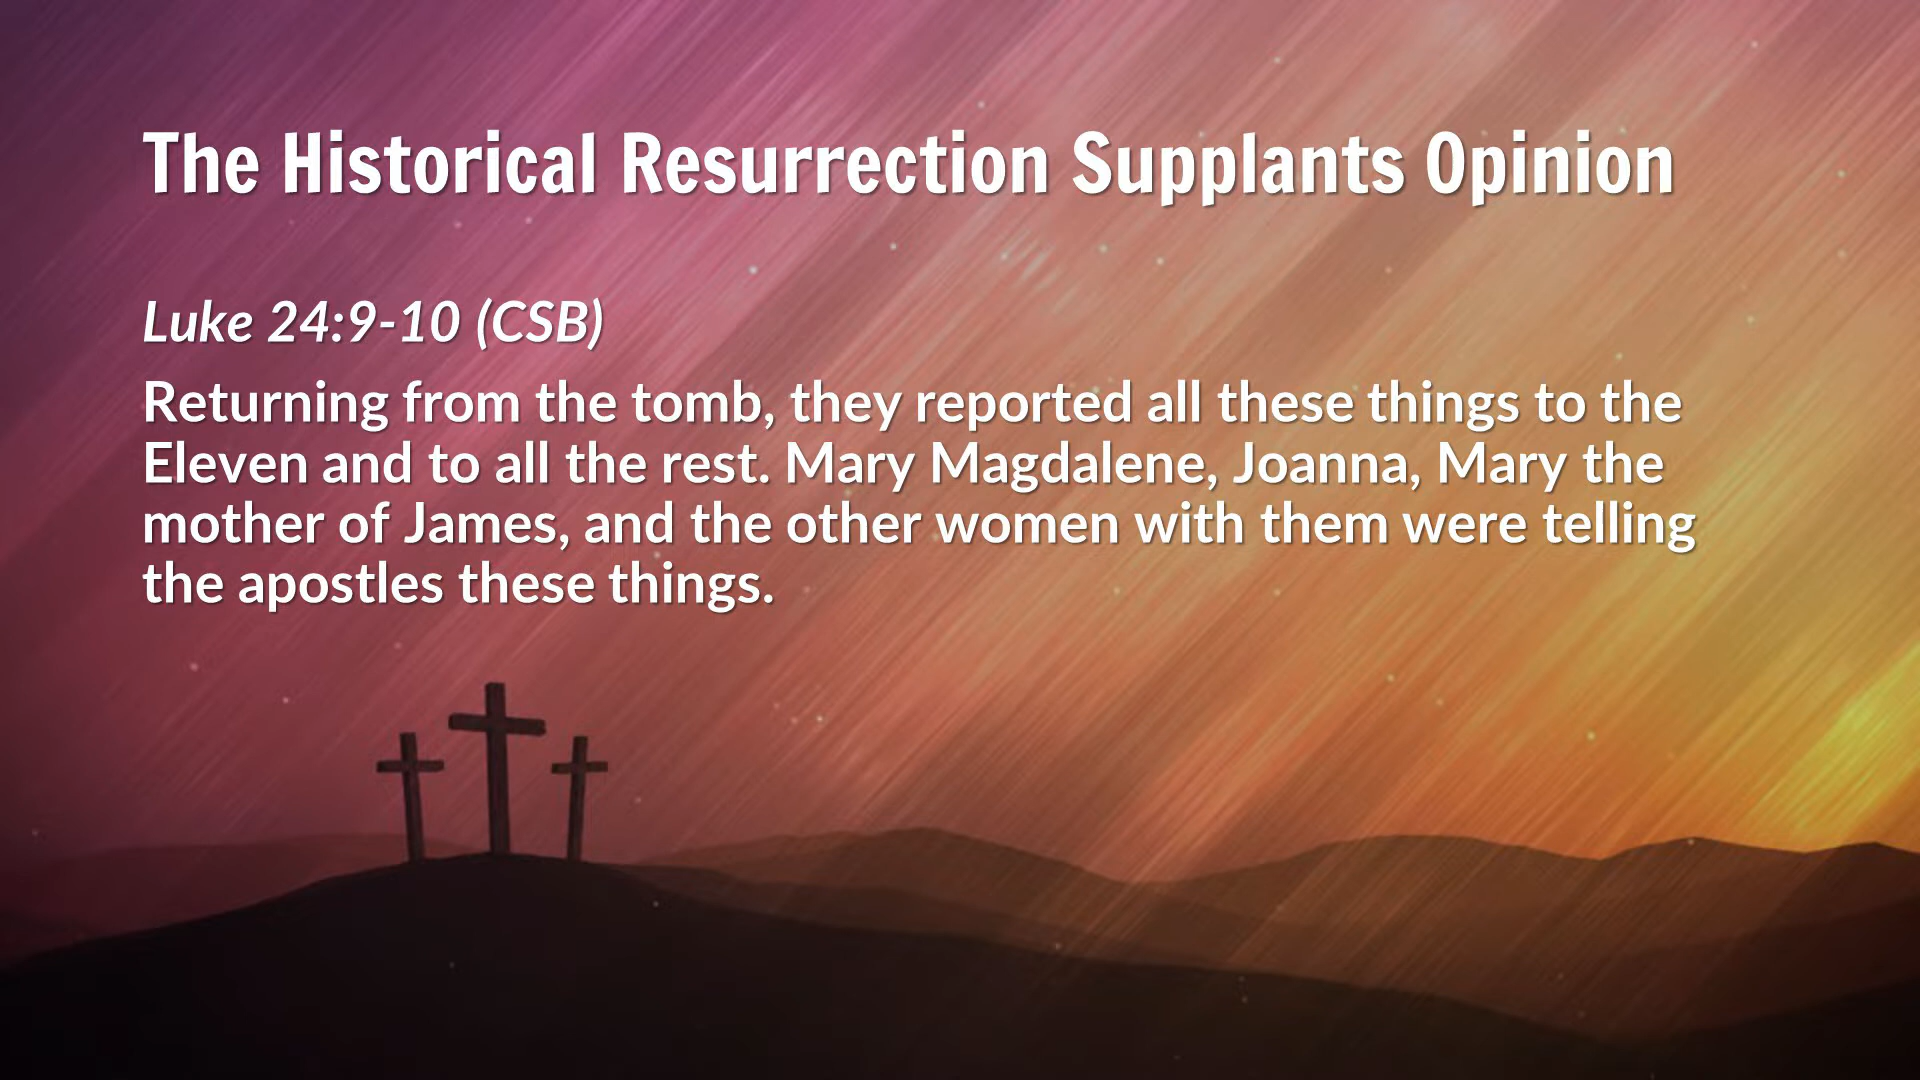 The Historical Resurrection Supplants Opinion
Luke 24:9-10 (CSB)
Returning from the tomb, they reported all these things to the
Eleven and to all the rest. Mary Magdalene, Joanna, Mary the
mother of James, and the other women with them were telling
the apostles these things.